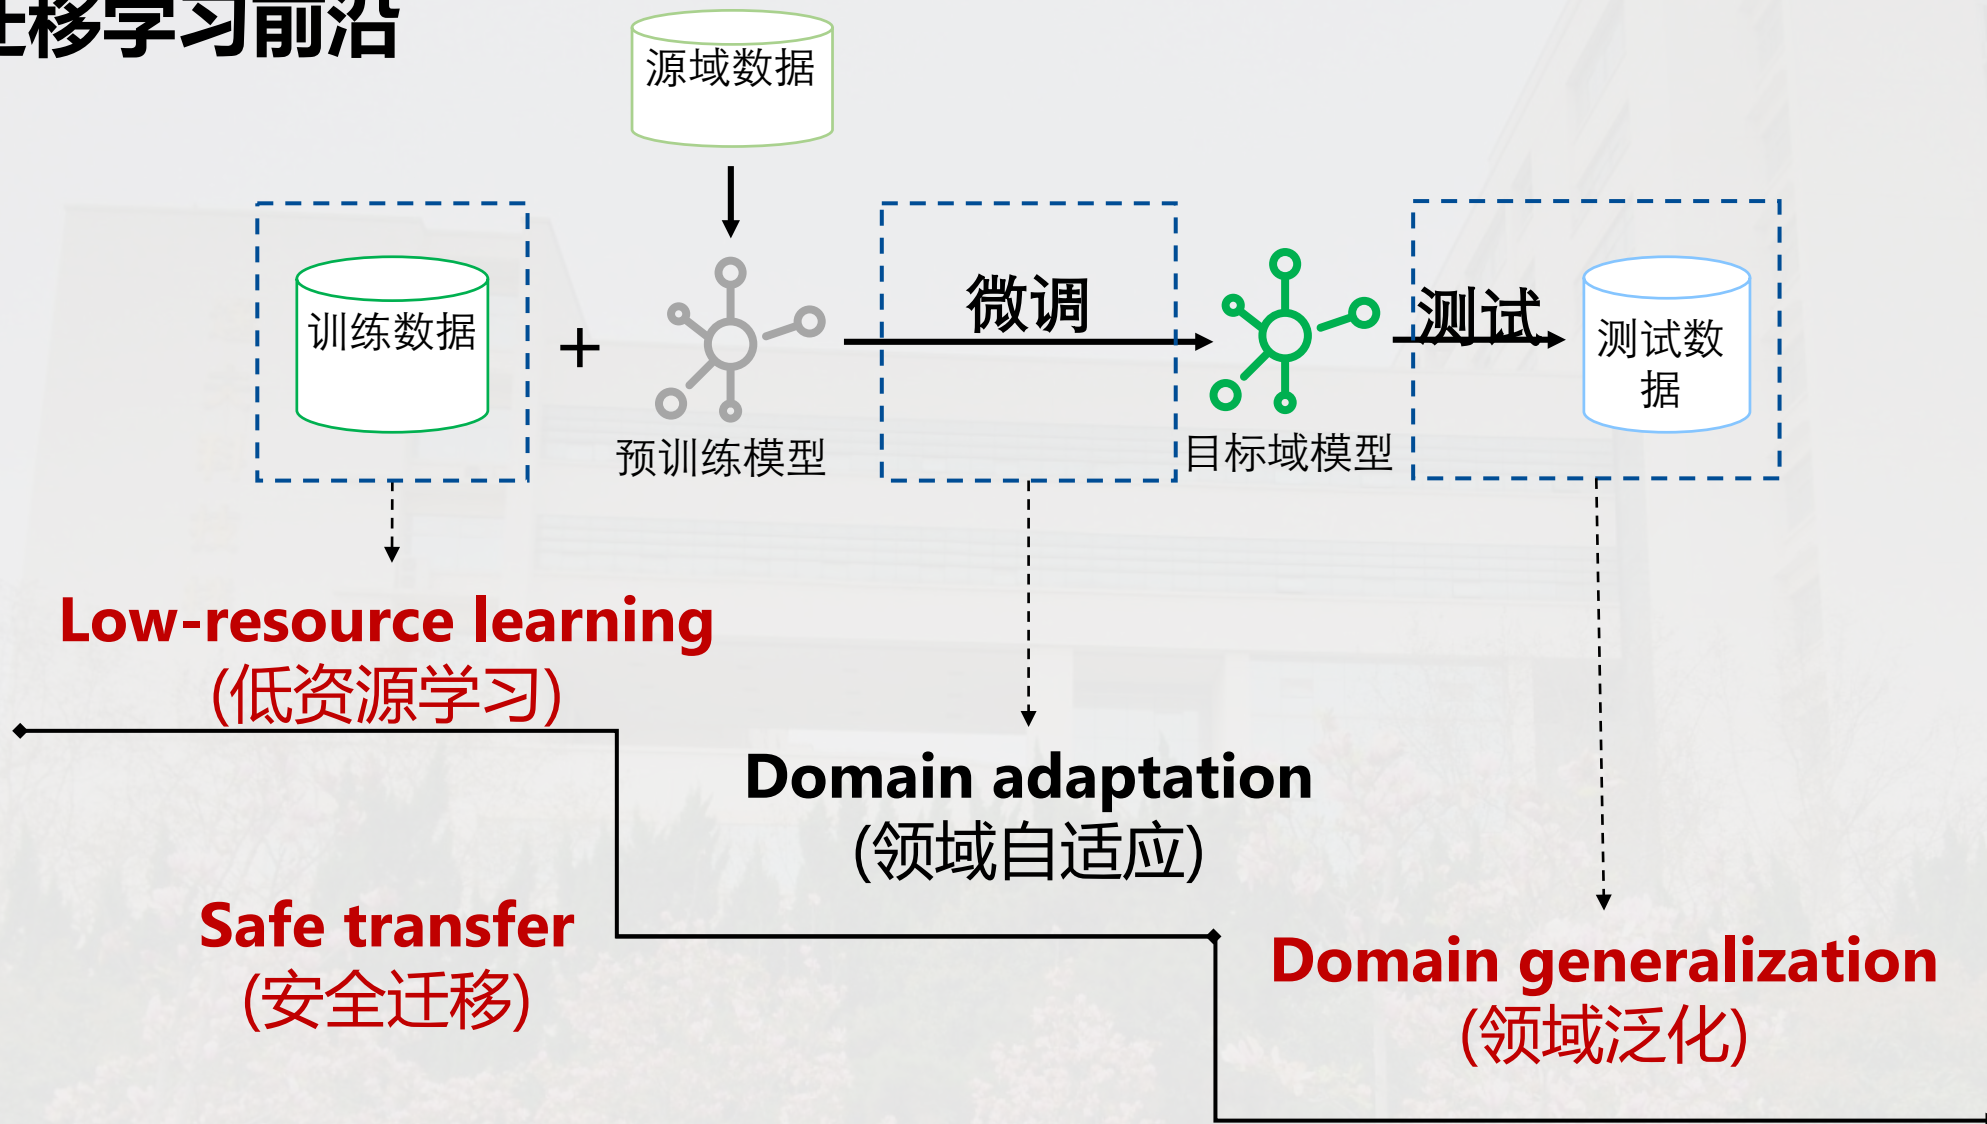 迁移学习前沿
源域数据
训练数据
+
预训练模型
微调
目标域模型
测试
测试数
据
Low-resource learning
(低资源学习)
Domain adaptation
(领域自适应)
Safe transfer
(安全迁移)
Domain generalization
(领域泛化)